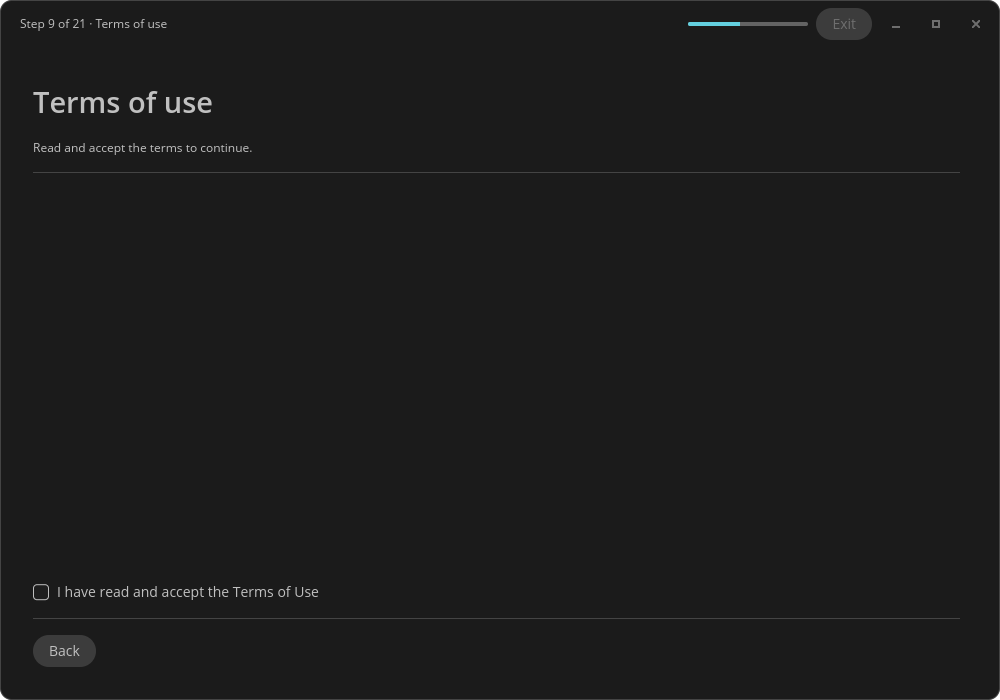 Step 9 of 21 · Terms of use
Exit
Terms of use
Read and accept the terms to continue.
I have read and accept the Terms of Use
Back